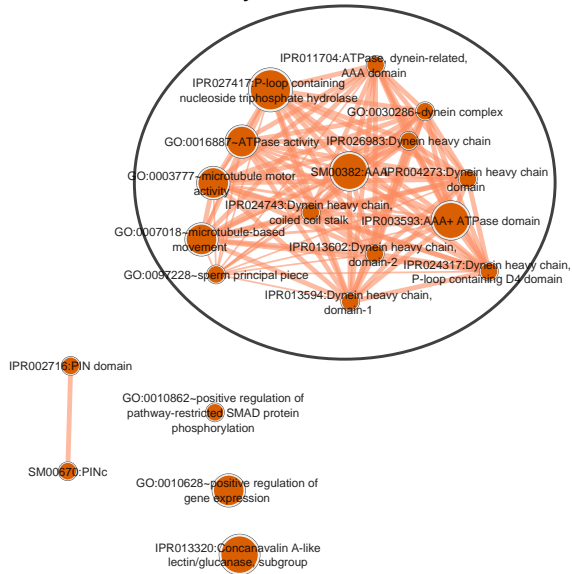 IPR011704:ATPase, dynein-related,
AAA domain
IPR027417:P-loop containing
nucleoside triphosphate hydrolase
GO:0030286~dynein complex
GO:0016887~ATPase activity
IPR026983:Dynein heavy chain
SM00382:AAA
IPR004273:Dynein heavy chain
domain
GO:0003777~microtubule motor
activity
IPR024743:Dynein heavy chain,
coiled coil stalk
IPR003593:AAA+ ATPase domain
GO:0007018~microtubule-based
movement
IPR013602:Dynein heavy chain,
domain-2
IPR024317:Dynein heavy chain,
P-loop containing D4 domain
GO:0097228~sperm principal piece
IPR013594:Dynein heavy chain,
domain-1
IPR002716:PIN domain
GO:0010862~positive regulation of
pathway-restricted SMAD protein
phosphorylation
SM00670:PINc
GO:0010628~positive regulation of
gene expression
IPR013320:Concanavalin A-like
lectin/glucanase, subgroup